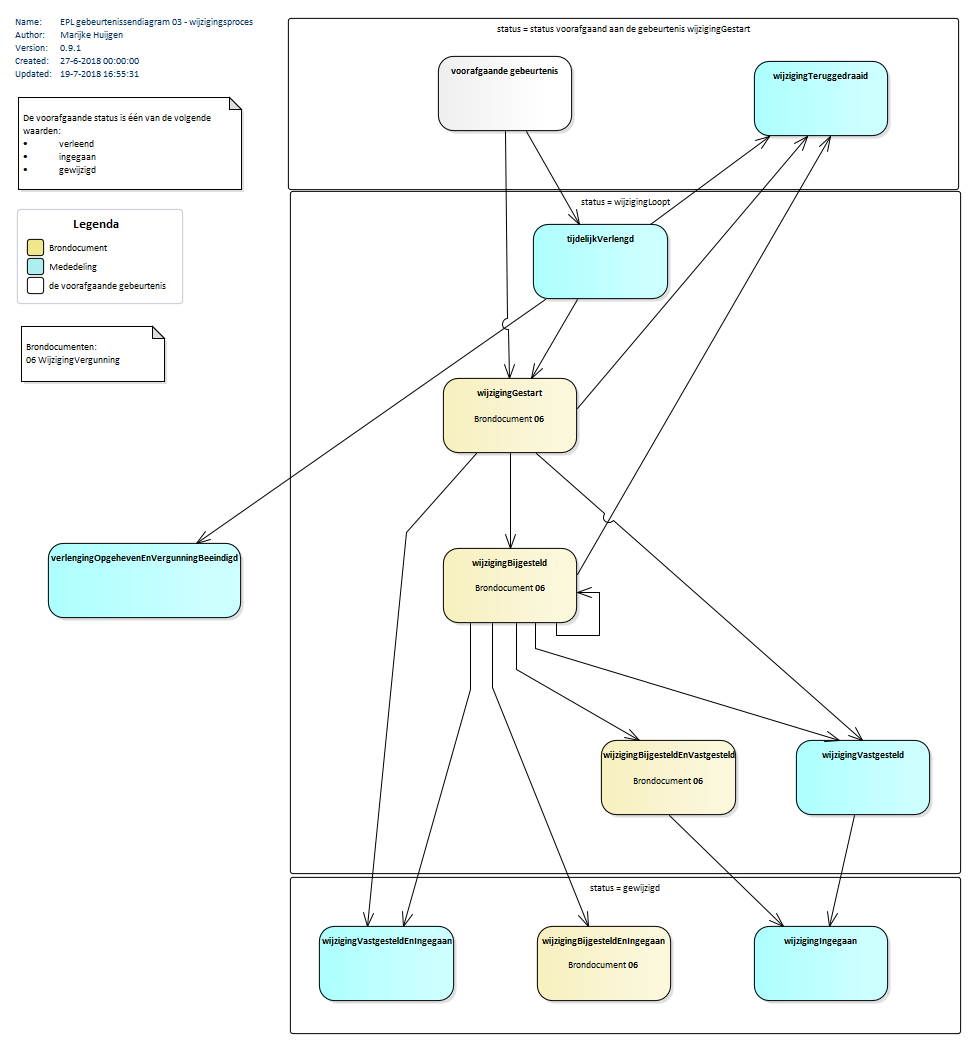 Name: EPL gebeurtenissendiagram 03 - wijzigingsproces
Author: Marijke Huijgen
Version: 0.9.1
Created: 27-6-2018 00:00:00
Updated: 19-7-2018 16:55:31
De voorafgaande status is één van de volgende
waarden:
• verleend
• ingegaan
• gewijzigd
Legenda
Brondocument
Mededeling
de voorafgaande gebeurtenis
Brondocumenten:
06 WijzigingVergunning
status = status voorafgaand aan de gebeurtenis wijzigingGestart
voorafgaande gebeurtenis
wijzigingTeruggedraaid
status = wijzigingLoopt
tijdelijkVerlengd
wijzigingGestart
Brondocument 06
verlengingOpgehevenEnVergunningBeeindigd
wijzigingBijgesteld
Brondocument 06
wijzigingBijgesteldEnVastgesteld
Brondocument 06
wijzigingVastgesteld
status = gewijzigd
wijzigingVastgesteldEnIngegaan
wijzigingBijgesteldEnIngegaan
Brondocument 06
wijzigingIngegaan